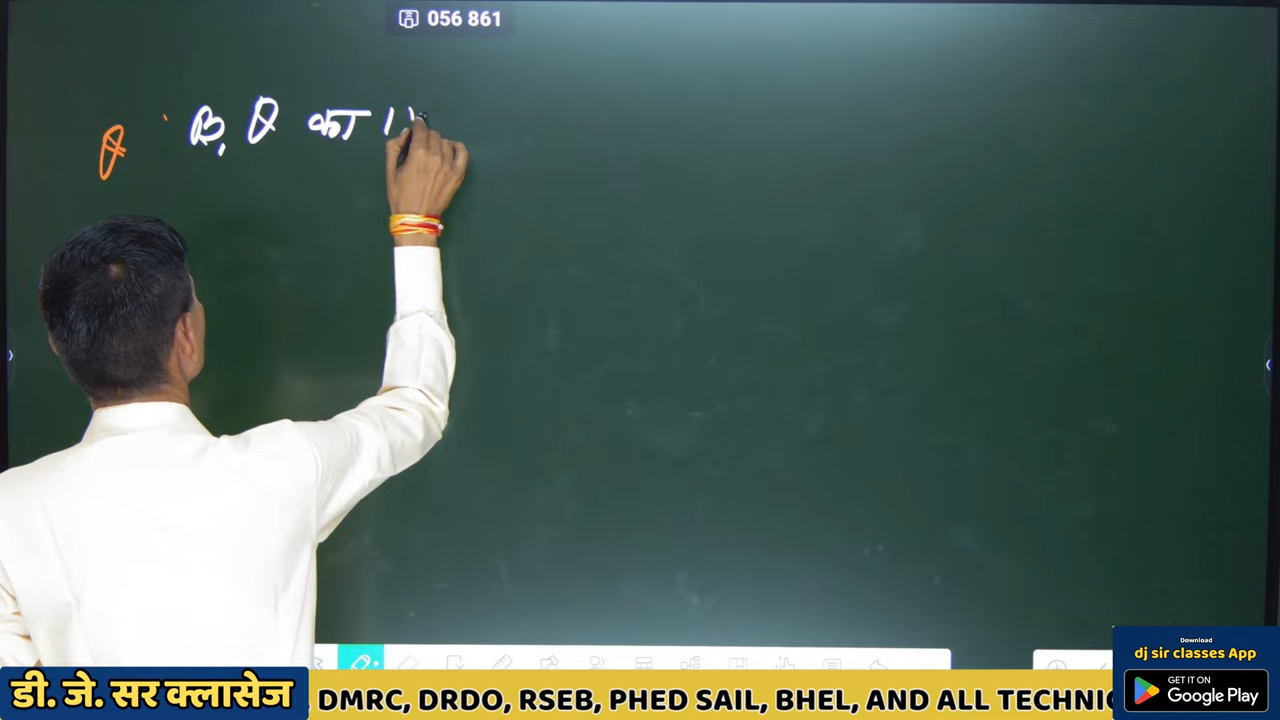 056 861
B, θ का
डी. जे. सर क्लासेज
, DMRC, DRDO, RSEB, PHED SAIL, BHEL, AND ALL TECHNIC
Download
dj sir classes App
GET IT ON
Google Play